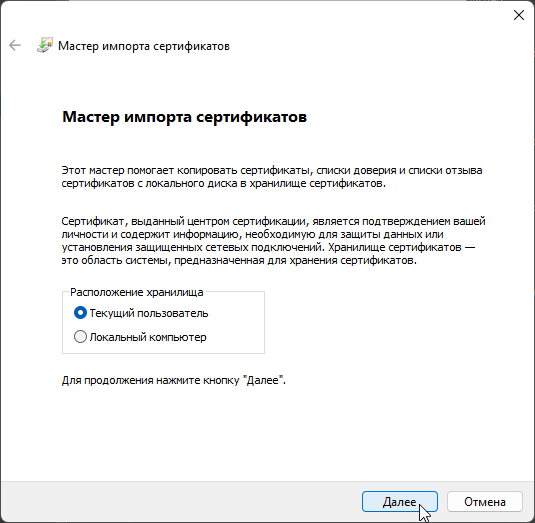 Мастер импорта сертификатов
Мастер импорта сертификатов
Этот мастер помогает копировать сертификаты, списки доверия и списки отзыва
сертификатов с локального диска в хранилище сертификатов.
Сертификат, выданный центром сертификации, является подтверждением вашей
личности и содержит информацию, необходимую для защиты данных или
установления защищенных сетевых подключений. Хранилище сертификатов —
это область системы, предназначенная для хранения сертификатов.
Расположение хранилища
Текущий пользователь
Локальный компьютер
Для продолжения нажмите кнопку "Далее".
Далее
Отмена